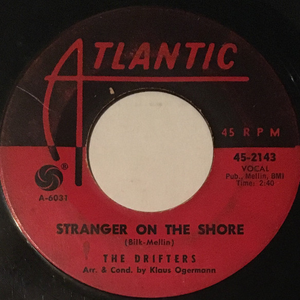 ATLANTIC
45 RPM
45-2143
VOCAL
Pub., Mellin, BMI
Time: 2:40
A-6031
STRANGER ON THE SHORE
(Bilk-Mellin)
THE DRIFTERS
Arr. & Cond. by Klaus Ogermann